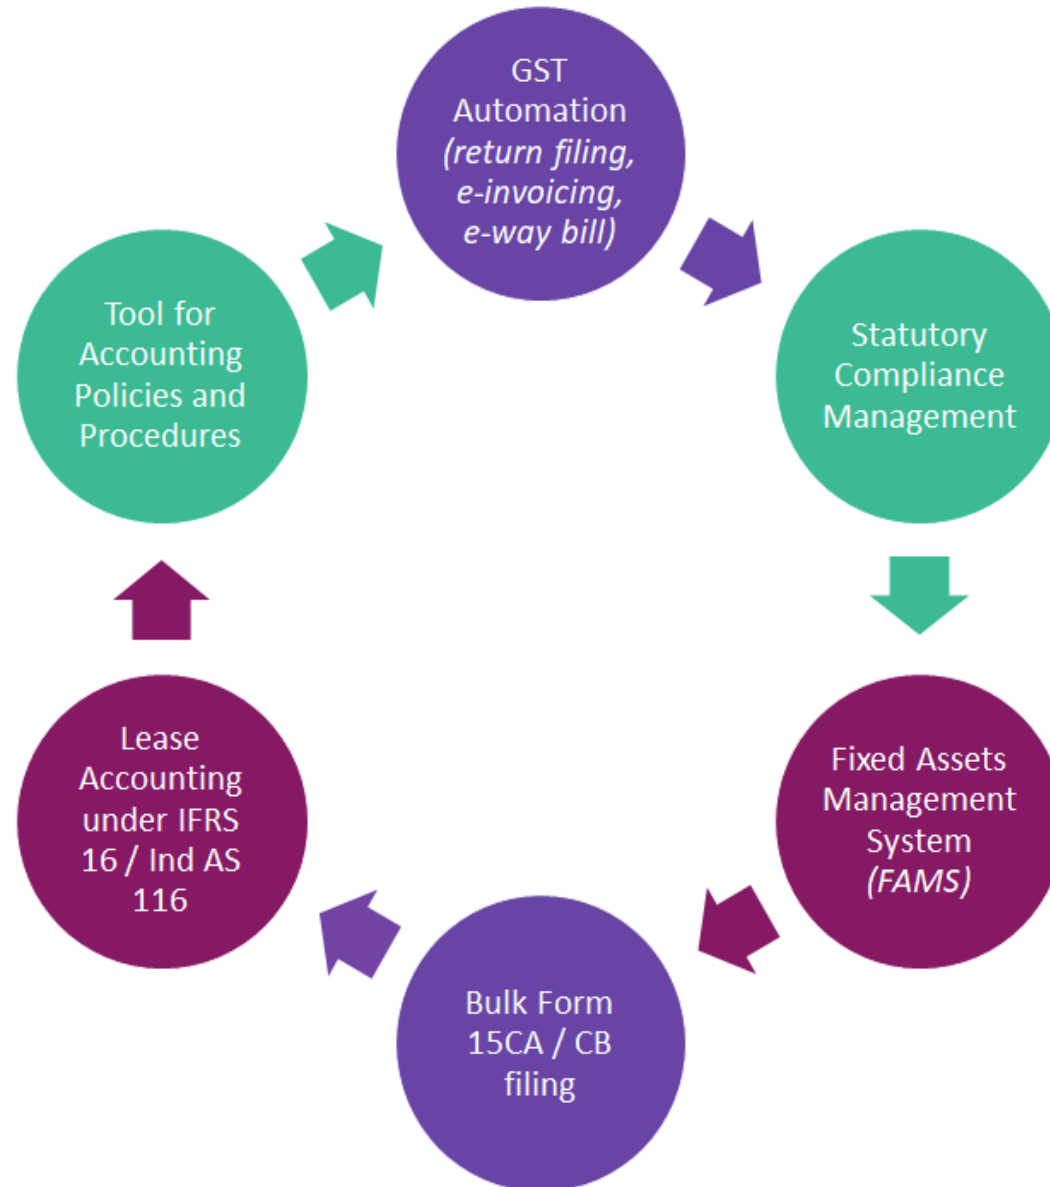 GST
Automation
(return filing,
e-invoicing,
e-way bill)
Statutory
Compliance
Management
Fixed Assets
Management
System
(FAMS)
Bulk Form
15CA / CB
filing
Lease
Accounting
under IFRS
16 / Ind AS
116
Tool for
Accounting
Policies and
Procedures